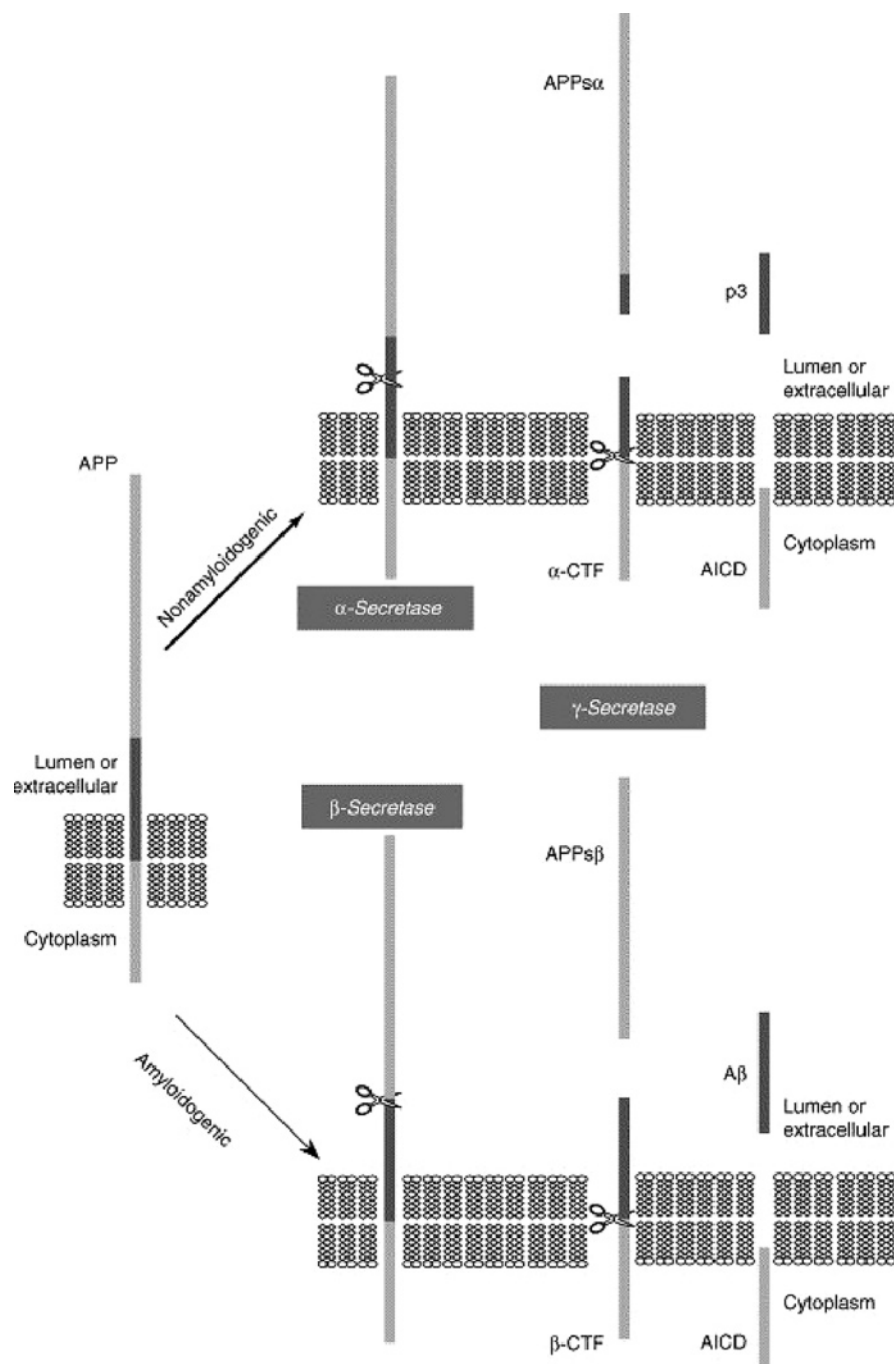 APPsα
p3
Lumen or
extracellular
APP
Nonamyloidogenic
Cytoplasm
α-CTF
AICD
α-Secretase
γ-Secretase
Lumen or
extracellular
β-Secretase
APPsβ
Cytoplasm
Aβ
Amyloidogenic
Lumen or
extracellular
Cytoplasm
β-CTF
AICD